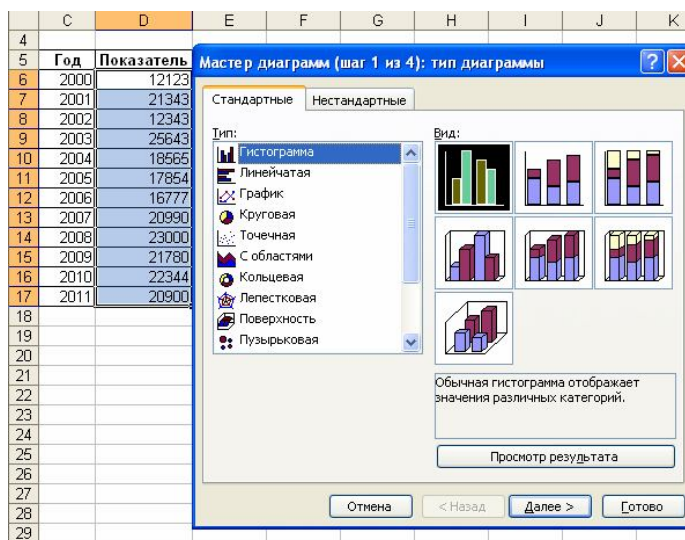 C D E F G H I J K
4
5 Год Показатель
6 2000 12123
7 2001 21343
8 2002 12343
9 2003 25643
10 2004 18565
11 2005 17854
12 2006 16777
13 2007 20990
14 2008 23000
15 2009 21780
16 2010 22344
17 2011 20900
18
19
20
21
22
23
24
25
26
27
28
29
Мастер диаграмм (шаг 1 из 4): тип диаграммы
Стандартные Нестандартные
Тип:
Гистограмма
Линейчатая
График
Круговая
Точечная
С областями
Кольцевая
Лепестковая
Поверхность
Пузырьковая
Вид:
Обычная гистограмма отображает
значения различных категорий.
Просмотр результата
Отмена < Назад Далее > Готово